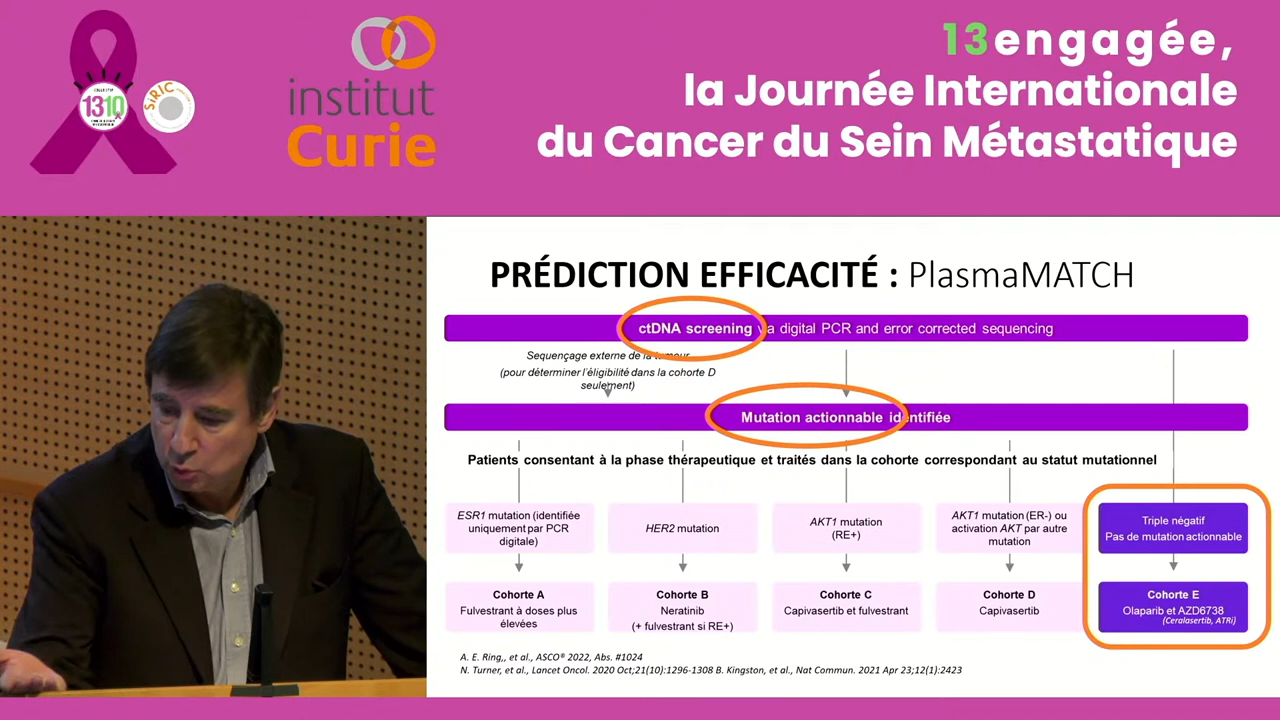 13engagée,
la Journée Internationale
du Cancer du Sein Métastatique
1310
SiRIC
institut
Curie
PRÉDICTION EFFICACITÉ : PlasmaMATCH
ctDNA screening via digital PCR and error corrected sequencing
Sequençage externe de la tumeur
(pour déterminer l'éligibilité dans la cohorte D
seulement)
Mutation actionnable identifiée
Patients consentant à la phase thérapeutique et traités dans la cohorte correspondant au statut mutationnel
ESR1 mutation (identifiée
uniquement par PCR
digitale)
HER2 mutation
AKT1 mutation
(RE+)
AKT1 mutation (ER-) ou
activation AKT par autre
mutation
Triple négatif
Pas de mutation actionnable
Cohorte A
Fulvestrant à doses plus
élevées
Cohorte B
Neratinib
(+ fulvestrant si RE+)
Cohorte C
Capivasertib et fulvestrant
Cohorte D
Capivasertib
Cohorte E
Olaparib et AZD6738
(Ceralasertib, ATRi)
A. E. Ring,, et al., ASCO® 2022, Abs. #1024
N. Turner, et al., Lancet Oncol. 2020 Oct;21(10):1296-1308 B. Kingston, et al., Nat Commun. 2021 Apr 23;12(1):2423